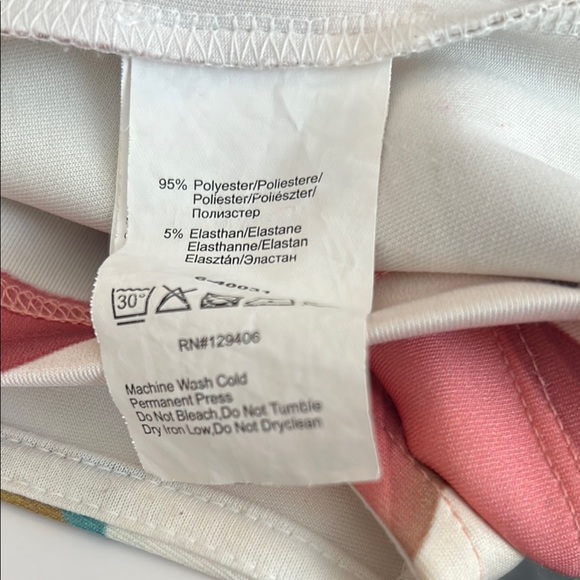 95% Polyester/Poliestere/
Poliester/Poliészter/
Полиэстер
5% Elasthan/Elastane
Elasthanne/Elastan
Elasztán/Эластан
30°
RN#129406
Machine Wash Cold
Permanent Press
Do Not Bleach,Do Not Tumble
Dry Iron Low,Do Not Dryclean